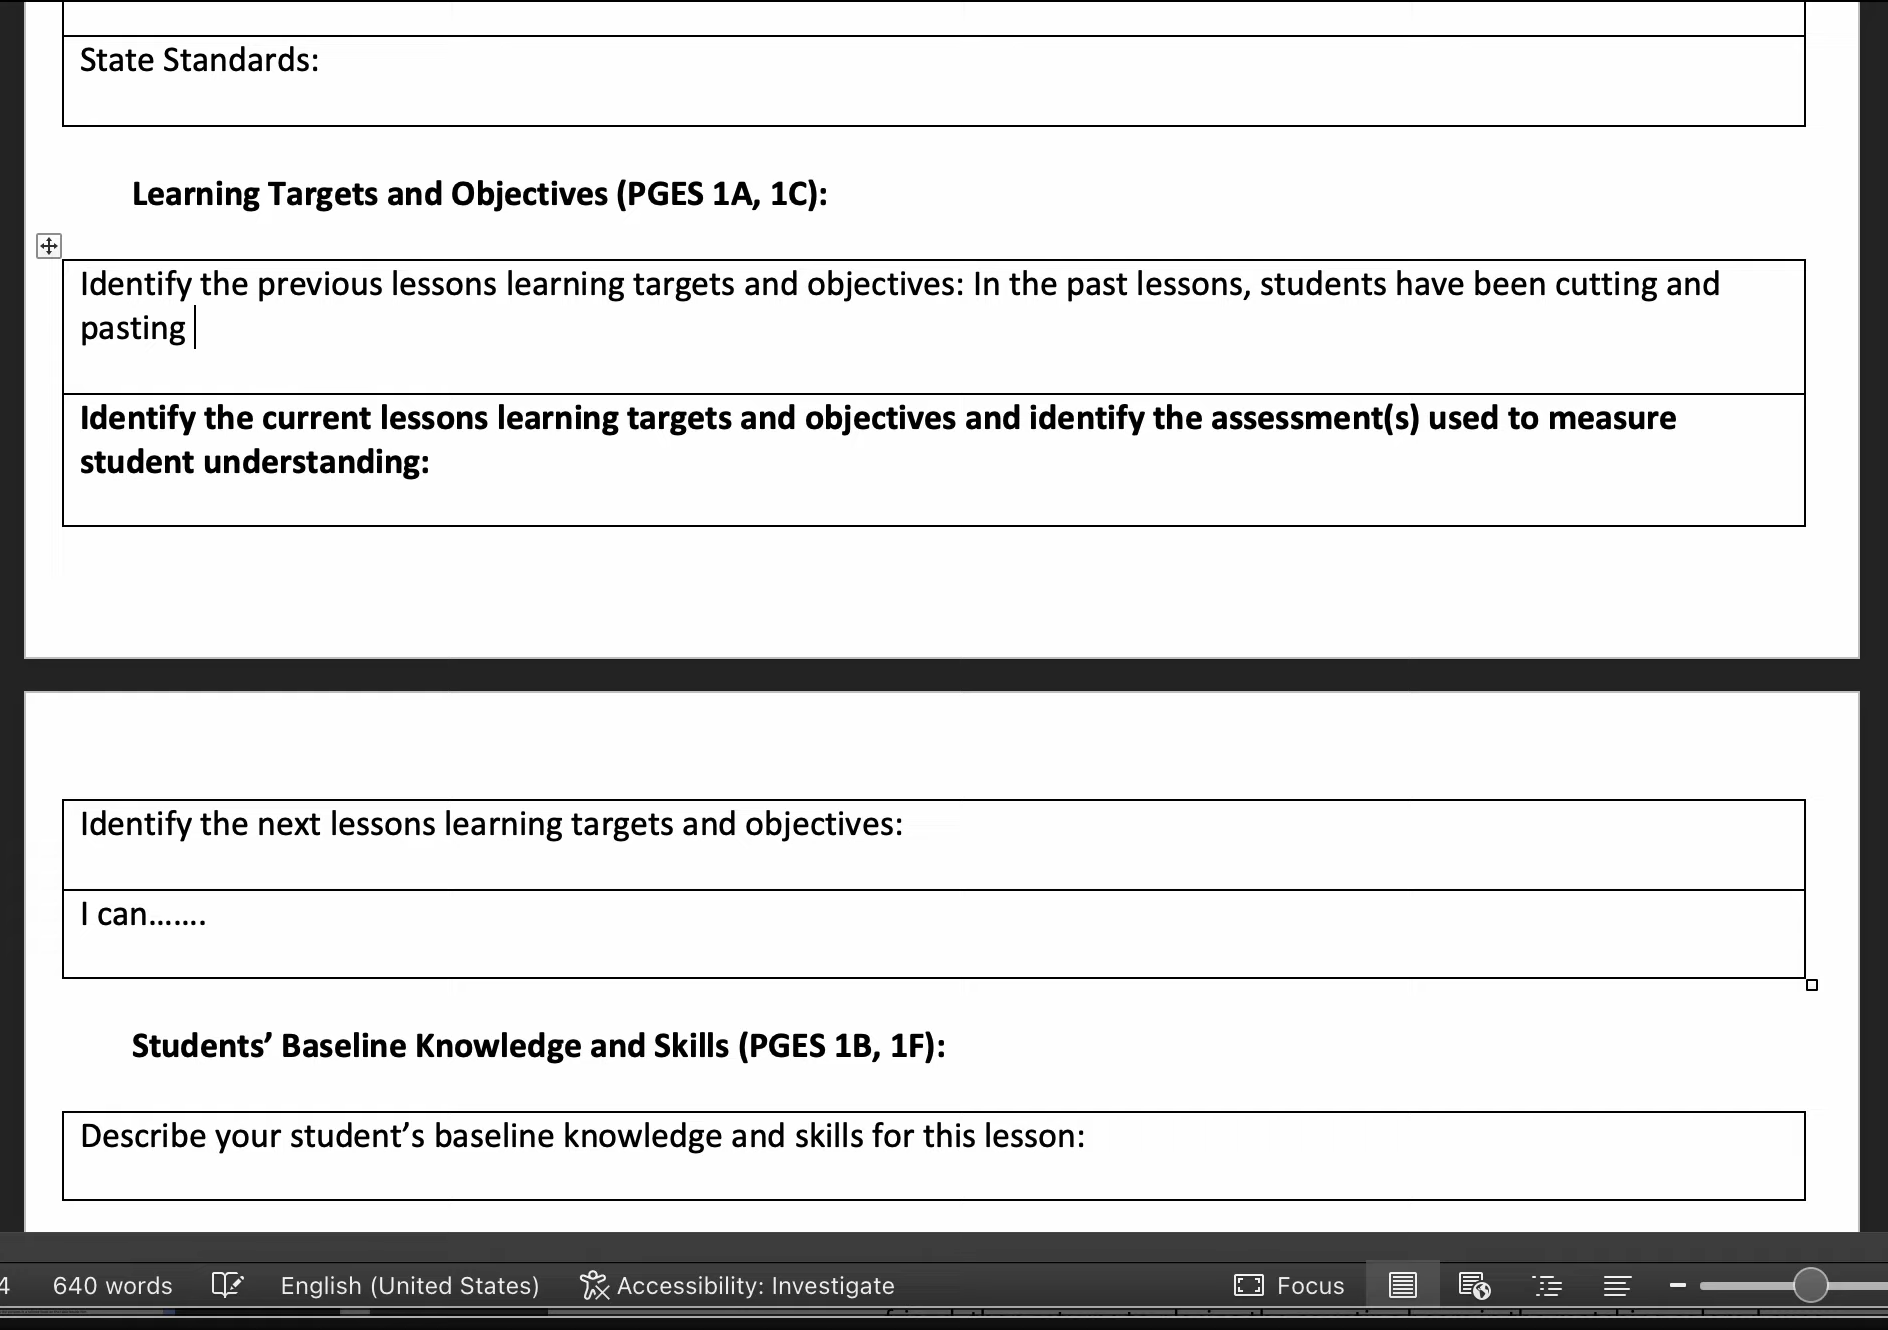 State Standards:
Learning Targets and Objectives (PGES 1A, 1C):
Identify the previous lessons learning targets and objectives: In the past lessons, students have been cutting and
pasting
Identify the current lessons learning targets and objectives and identify the assessment(s) used to measure
student understanding:
Identify the next lessons learning targets and objectives:
I can…….
Students’ Baseline Knowledge and Skills (PGES 1B, 1F):
Describe your student’s baseline knowledge and skills for this lesson:
4 640 words English (United States) Accessibility: Investigate Focus